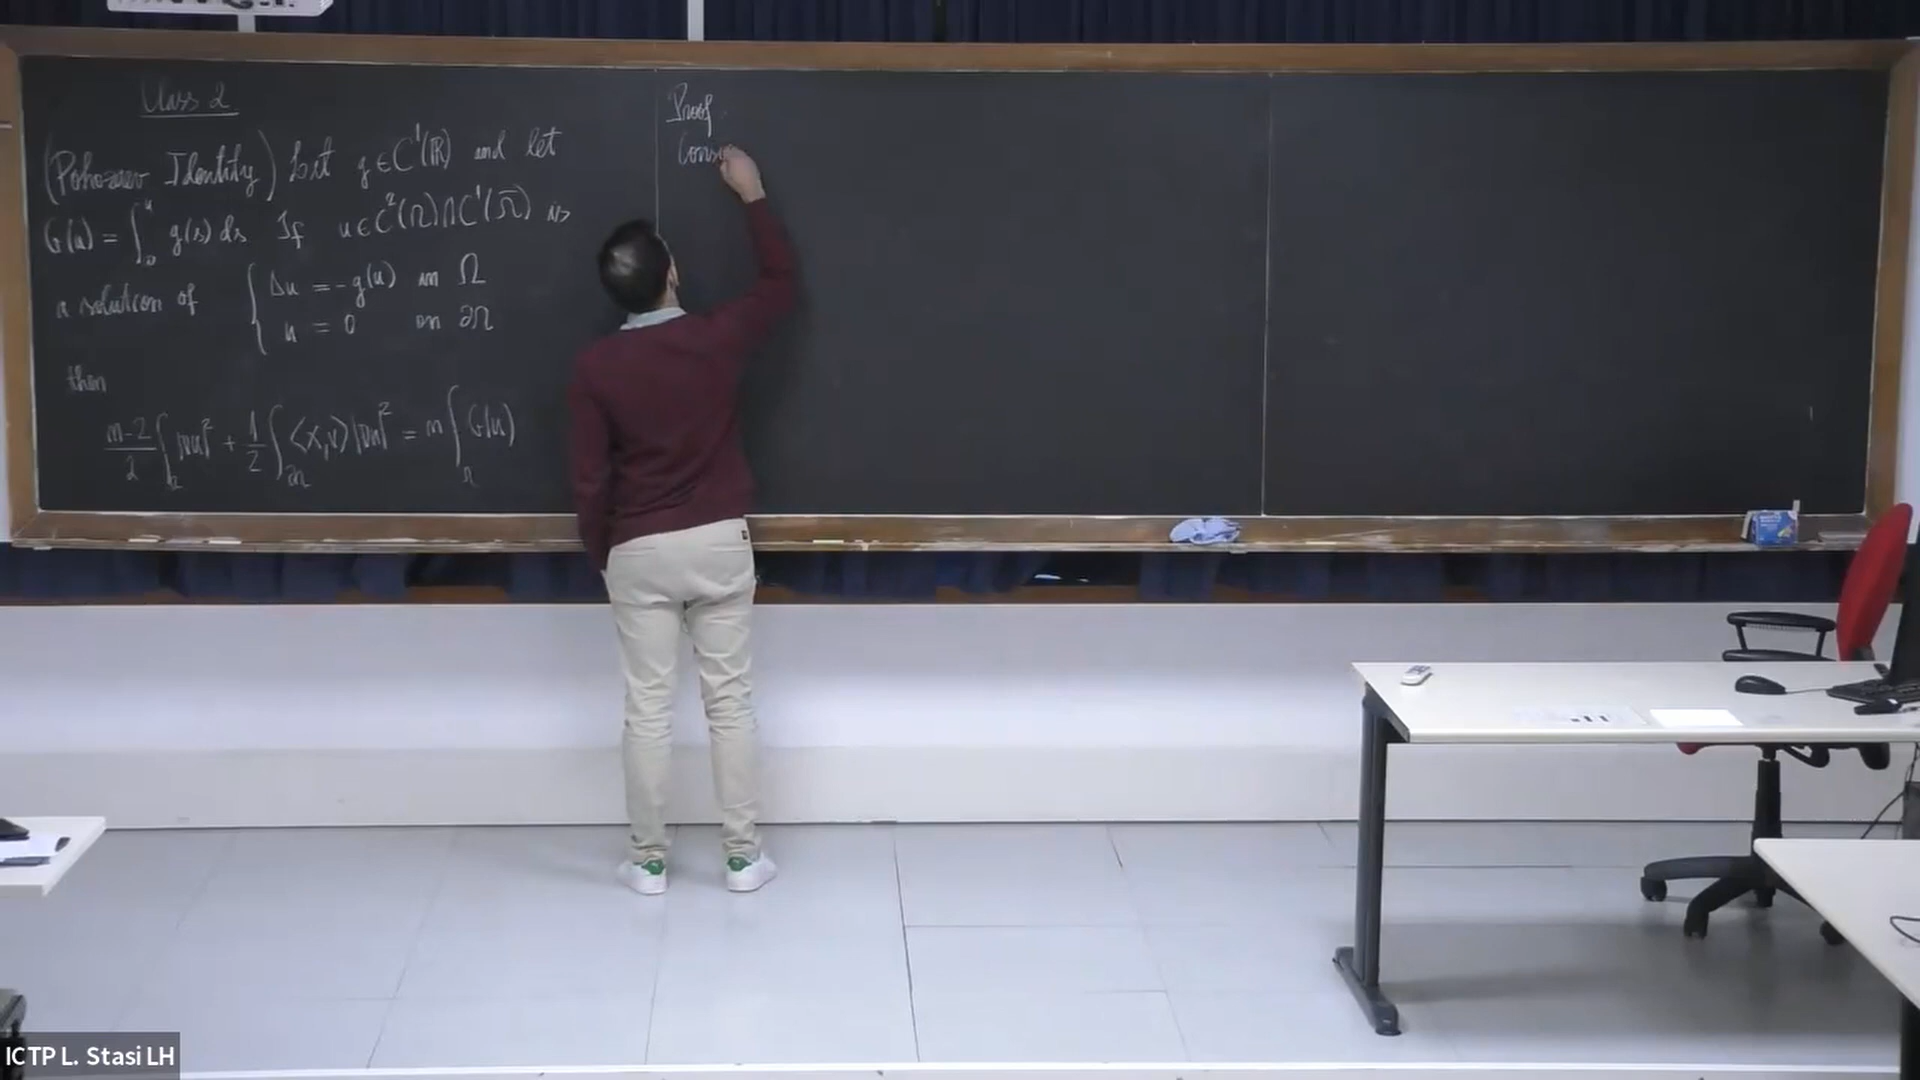 Class 2
(Pohozaev Identity) Let g ∈ C¹(ℝ) and let
G(u) = ∫₀ᵘ g(s) ds If u ∈ C²(Ω) ∩ C¹(Ω̄) is
a solution of { Δu = -g(u) in Ω
u = 0 on ∂Ω
then
n-2/2 ∫_Ω |∇u|² + 1/2 ∫_∂Ω <x,ν> |∇u|² = n ∫_Ω G(u)
Proof.
Cons
ICTP L. Stasi LH